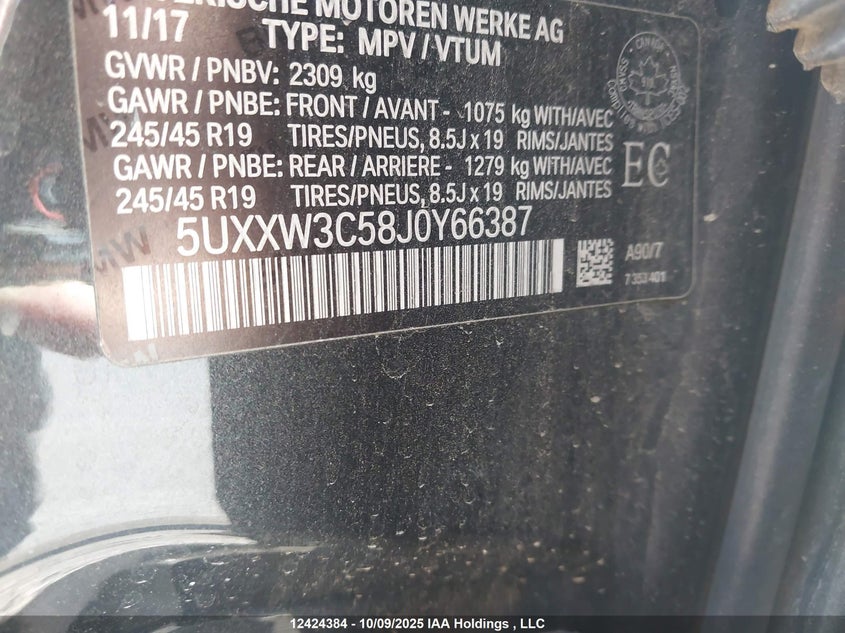 RISCHE MOTOREN WERKE AG
11/17 TYPE: MPV / VTUM
GVWR / PNBV: 2309 kg
GAWR / PNBE: FRONT / AVANT - 1075 kg WITH/AVEC
245/45 R19 TIRES/PNEUS, 8.5J x 19 RIMS/JANTES
GAWR / PNBE: REAR / ARRIERE - 1279 kg WITH/AVEC
245/45 R19 TIRES/PNEUS, 8.5J x 19 RIMS/JANTES
EC
5UXXW3C58J0Y66387
A90/7
7353401
CANADA
12424384 - 10/09/2025 IAA Holdings , LLC